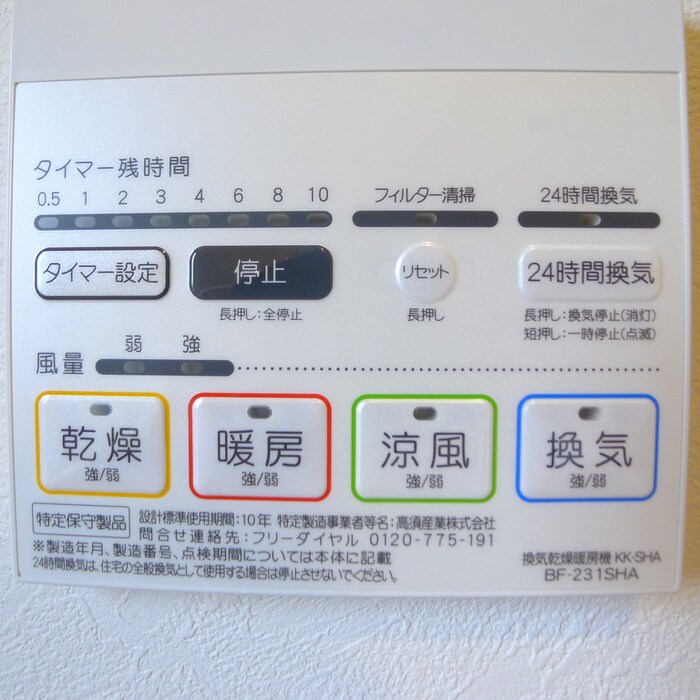 タイマー残時間
0.5 1 2 3 4 6 8 10 フィルター清掃 24時間換気
タイマー設定 停止 リセット 24時間換気
長押し:全停止 長押し 長押し:換気停止(消灯)
短押し:一時停止(点滅)
弱 強
風量
乾燥 暖房 涼風 換気
強/弱 強/弱 強/弱 強/弱
特定保守製品 設計標準使用期間:10年 特定製造事業者等名:高須産業株式会社
問合せ連絡先:フリーダイヤル 0120-775-191
※製造年月、製造番号、点検期間については本体に記載
24時間換気は、住宅の全般換気として使用する場合は停止させないでください。
換気乾燥暖房機 KK-SHA
BF-231SHA